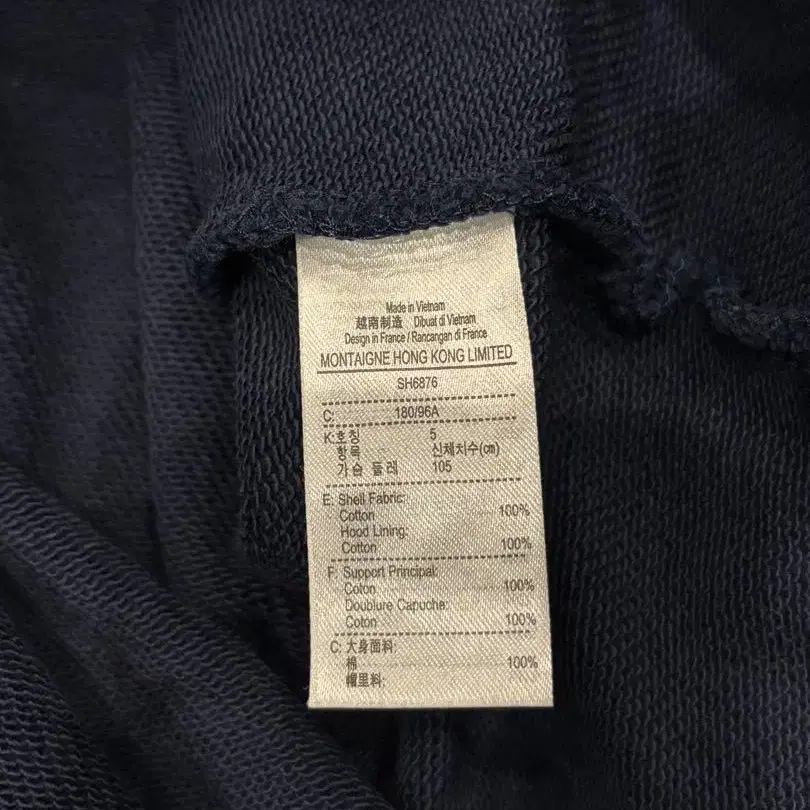 Made in Vietnam
越南制造 Dibuat di Vietnam
Design in France / Rancangan di France
MONTAIGNE HONG KONG LIMITED
SH6876
C: 180/96A
K:호칭 5
항목 신체치수(cm)
가슴 둘레 105
E: Shell Fabric:
Cotton 100%
Hood Lining:
Cotton 100%
F: Support Principal:
Coton 100%
Doublure Capuche:
Coton 100%
C: 大身面料:
棉 100%
帽里料: